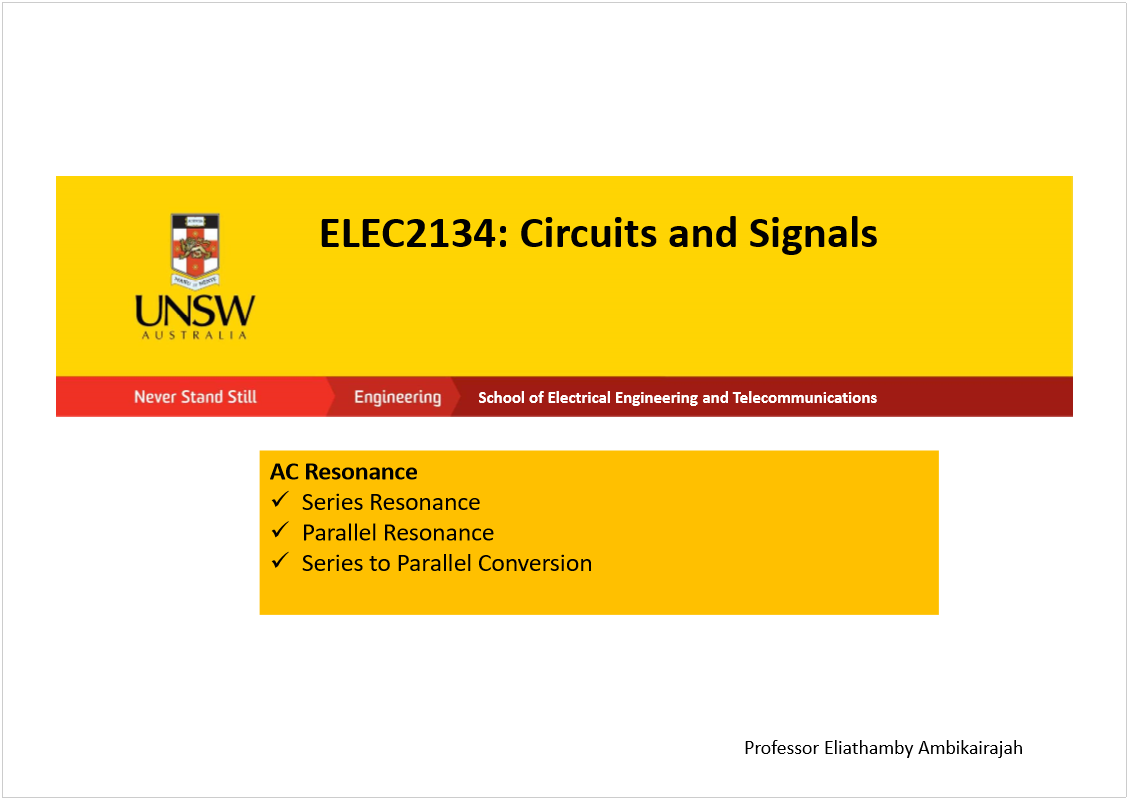 ELEC2134: Circuits and Signals
UNSW
AUSTRALIA
Never Stand Still
Engineering
School of Electrical Engineering and Telecommunications
AC Resonance
✓ Series Resonance
✓ Parallel Resonance
✓ Series to Parallel Conversion
Professor Eliathamby Ambikairajah